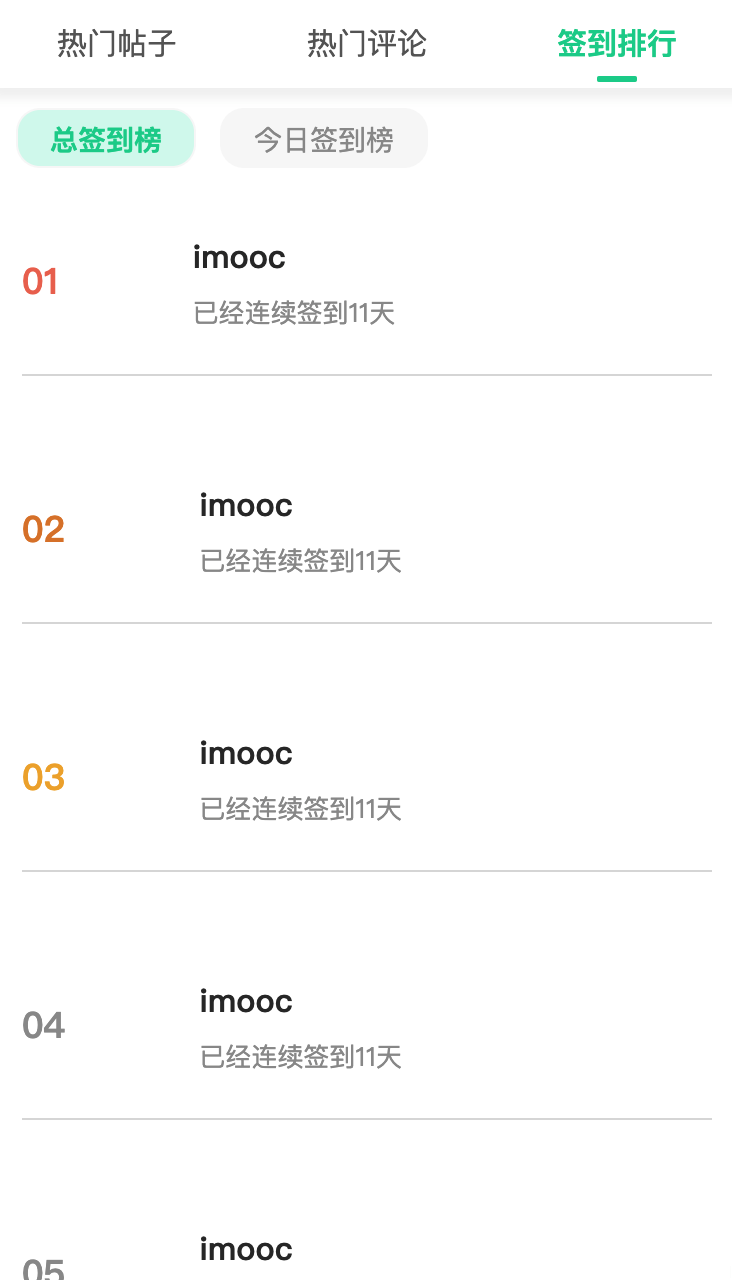 热门帖子 热门评论 签到排行
总签到榜 今日签到榜
01
imooc
已经连续签到11天
02
imooc
已经连续签到11天
03
imooc
已经连续签到11天
04
imooc
已经连续签到11天
05
imooc